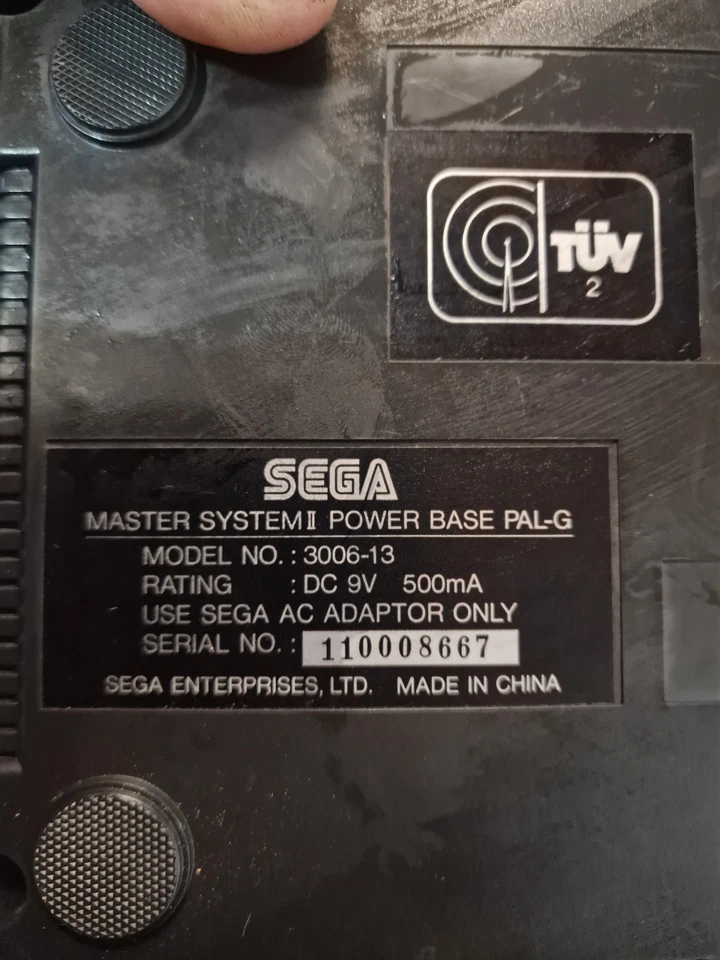 TÜV
2
SEGA
MASTER SYSTEM II POWER BASE PAL-G
MODEL NO. : 3006-13
RATING : DC 9V 500mA
USE SEGA AC ADAPTOR ONLY
SERIAL NO. : 110008667
SEGA ENTERPRISES, LTD. MADE IN CHINA